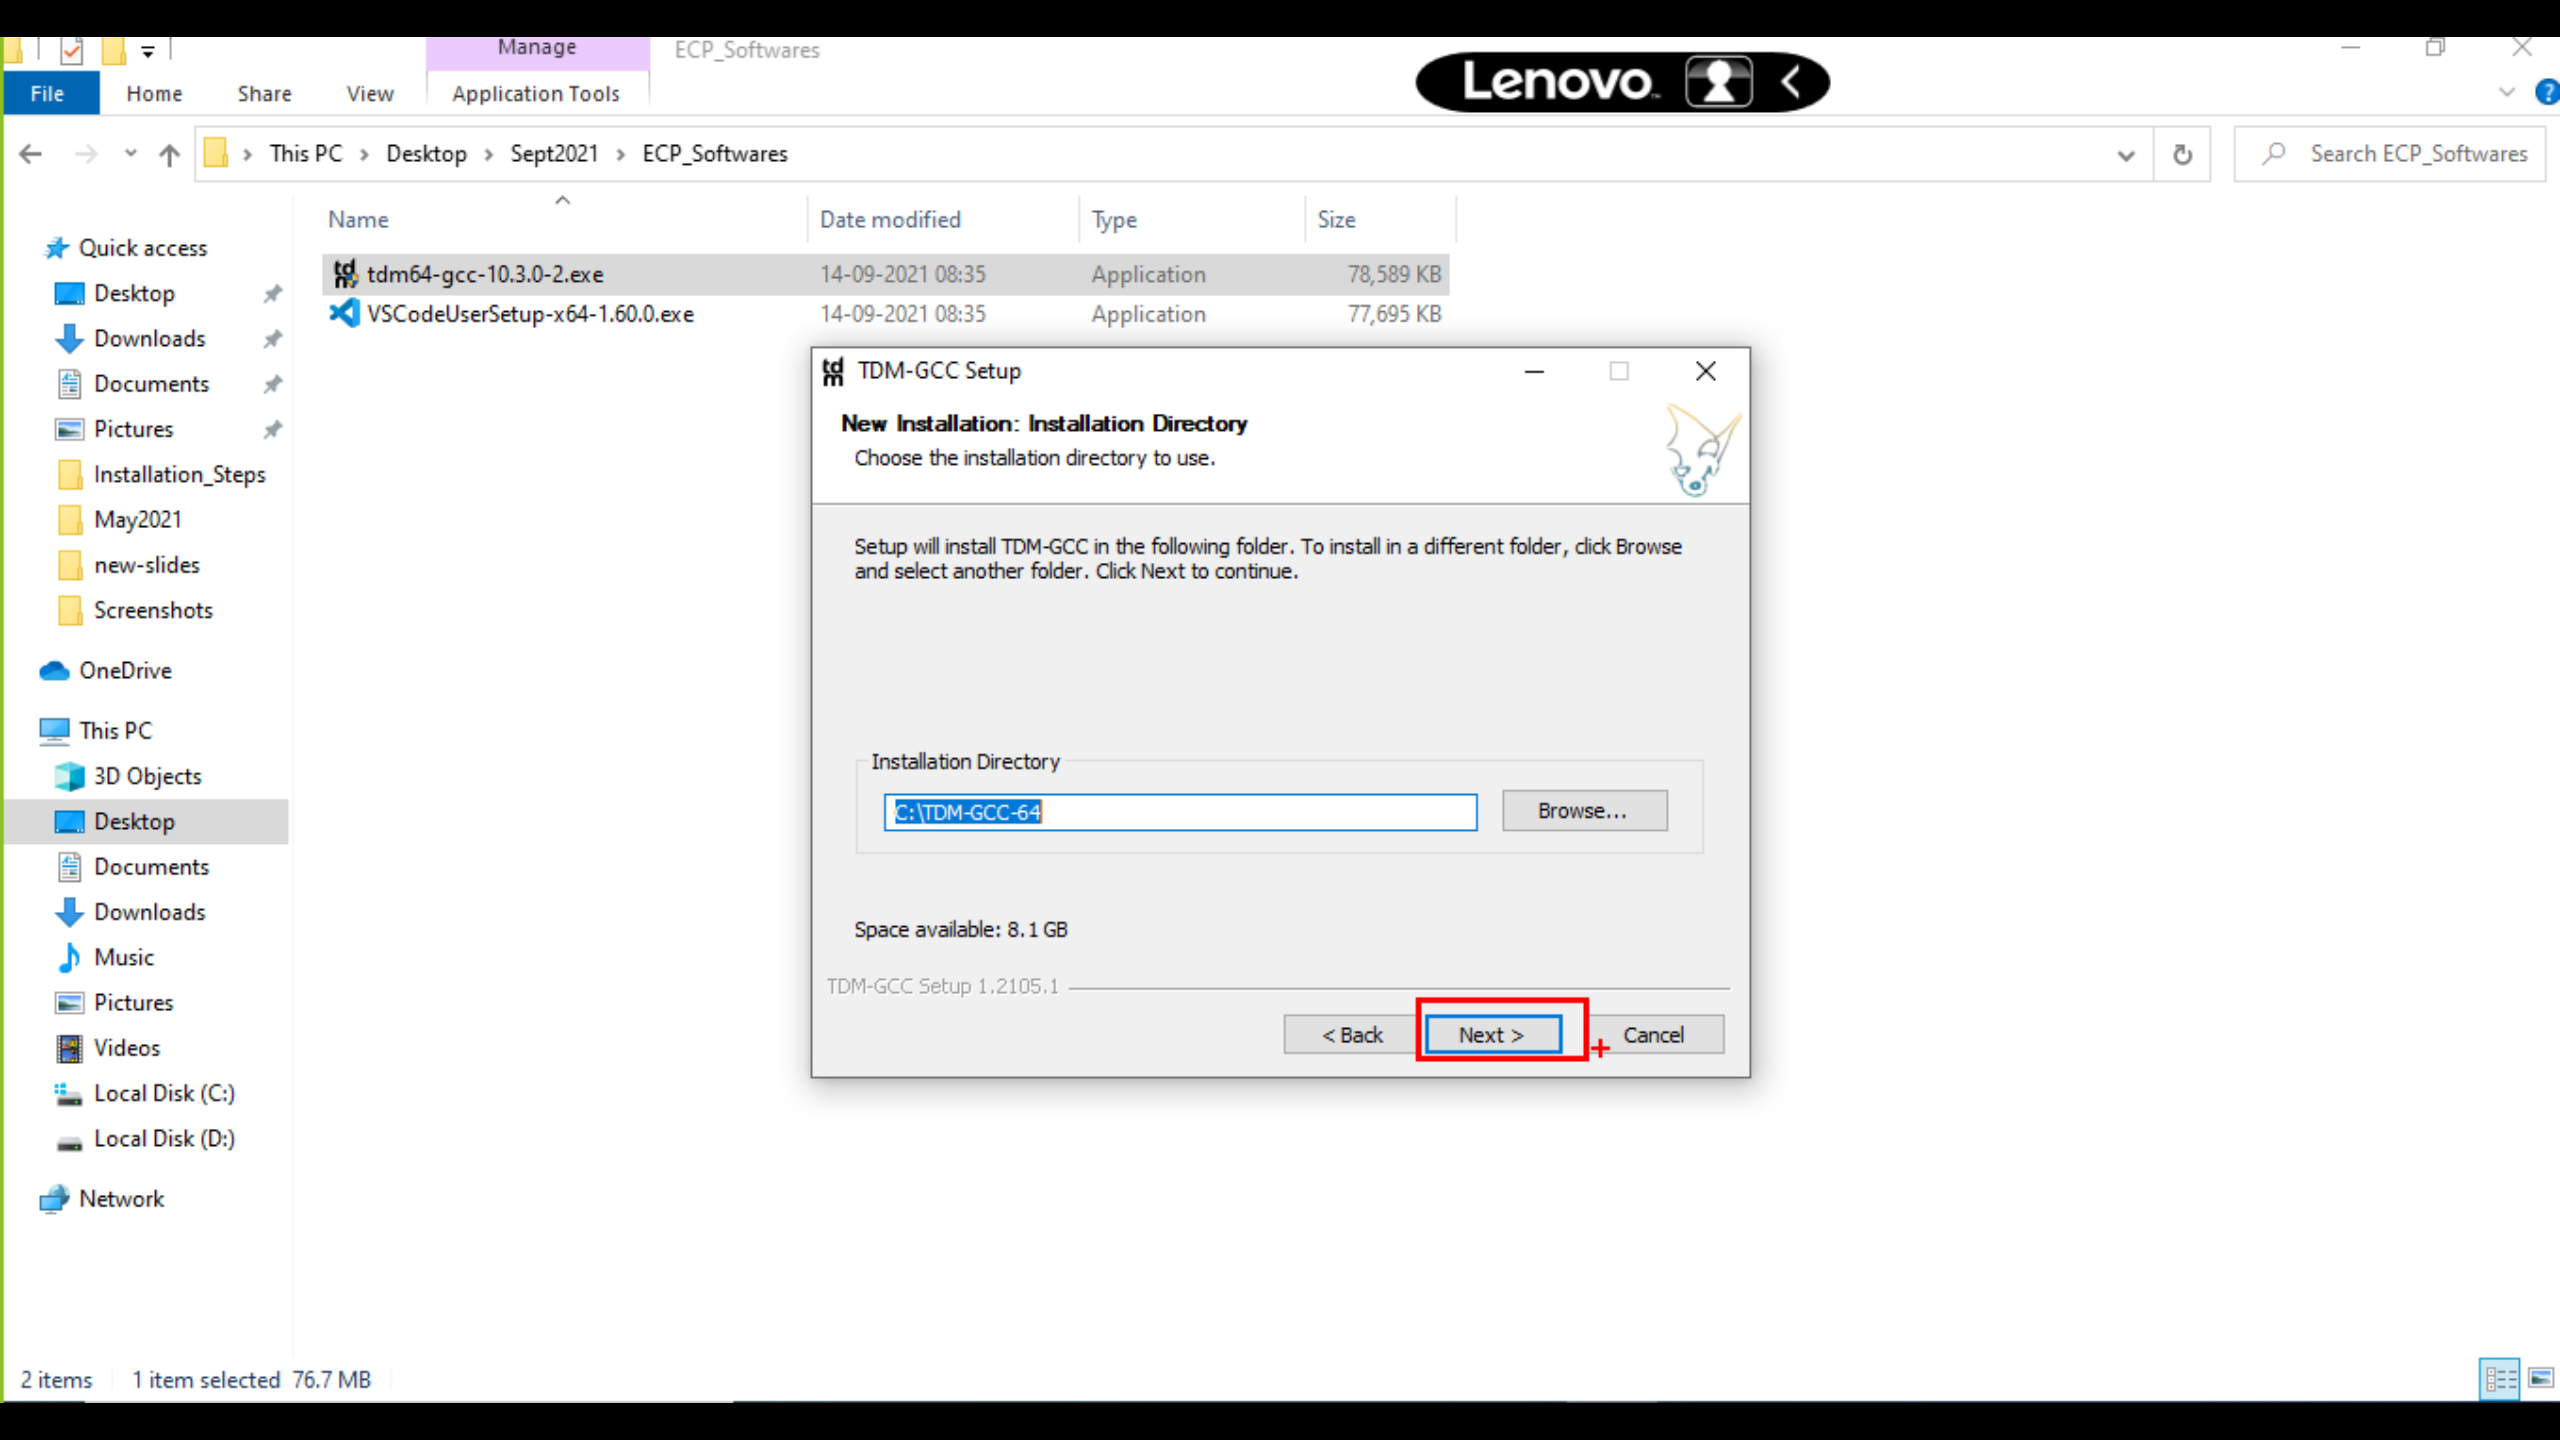 Manage
ECP_Softwares
Lenovo
File
Home
Share
View
Application Tools
This PC > Desktop > Sept2021 > ECP_Softwares
Search ECP_Softwares
Name
Date modified
Type
Size
tdm64-gcc-10.3.0-2.exe
14-09-2021 08:35
Application
78,589 KB
VSCodeUserSetup-x64-1.60.0.exe
14-09-2021 08:35
Application
77,695 KB
Quick access
Desktop
Downloads
Documents
Pictures
Installation_Steps
May2021
new-slides
Screenshots
OneDrive
This PC
3D Objects
Desktop
Documents
Downloads
Music
Pictures
Videos
Local Disk (C:)
Local Disk (D:)
Network
tdm
TDM-GCC Setup
New Installation: Installation Directory
Choose the installation directory to use.
Setup will install TDM-GCC in the following folder. To install in a different folder, click Browse
and select another folder. Click Next to continue.
Installation Directory
C:\TDM-GCC-64
Browse...
Space available: 8.1 GB
TDM-GCC Setup 1.2105.1
< Back
Next >
Cancel
2 items
1 item selected 76.7 MB